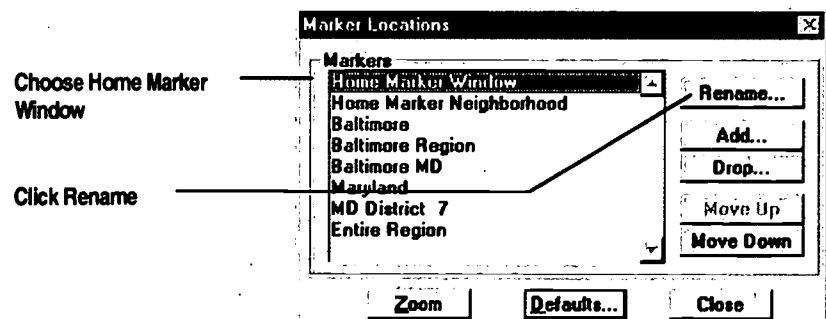 Marker Locations
Markers
Choose Home Marker
Window
Click Rename
Home Marker Window
Home Marker Neighborhood
Baltimore
Baltimore Region
Baltimore MD
Maryland
MD District 7
Entire Region
Rename...
Add...
Drop...
Move Up
Move Down
Zoom
Defaults...
Close